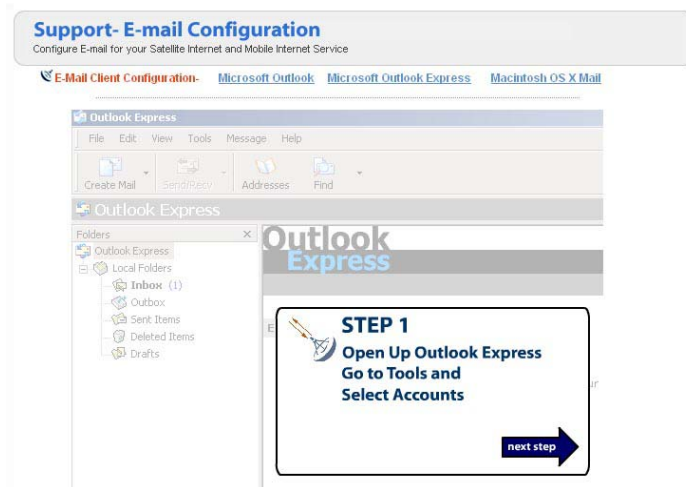 Support- E-mail Configuration
Configure E-mail for your Satellite Internet and Mobile Internet Service
E-Mail Client Configuration- Microsoft Outlook Microsoft Outlook Express Macintosh OS X Mail
Outlook Express
File Edit View Tools Message Help
Create Mail Send/Recv Addresses Find
Outlook Express
Folders
Outlook Express
Local Folders
Inbox (1)
Outbox
Sent Items
Deleted Items
Drafts
Outlook
Express
STEP 1
Open Up Outlook Express
Go to Tools and
Select Accounts
next step